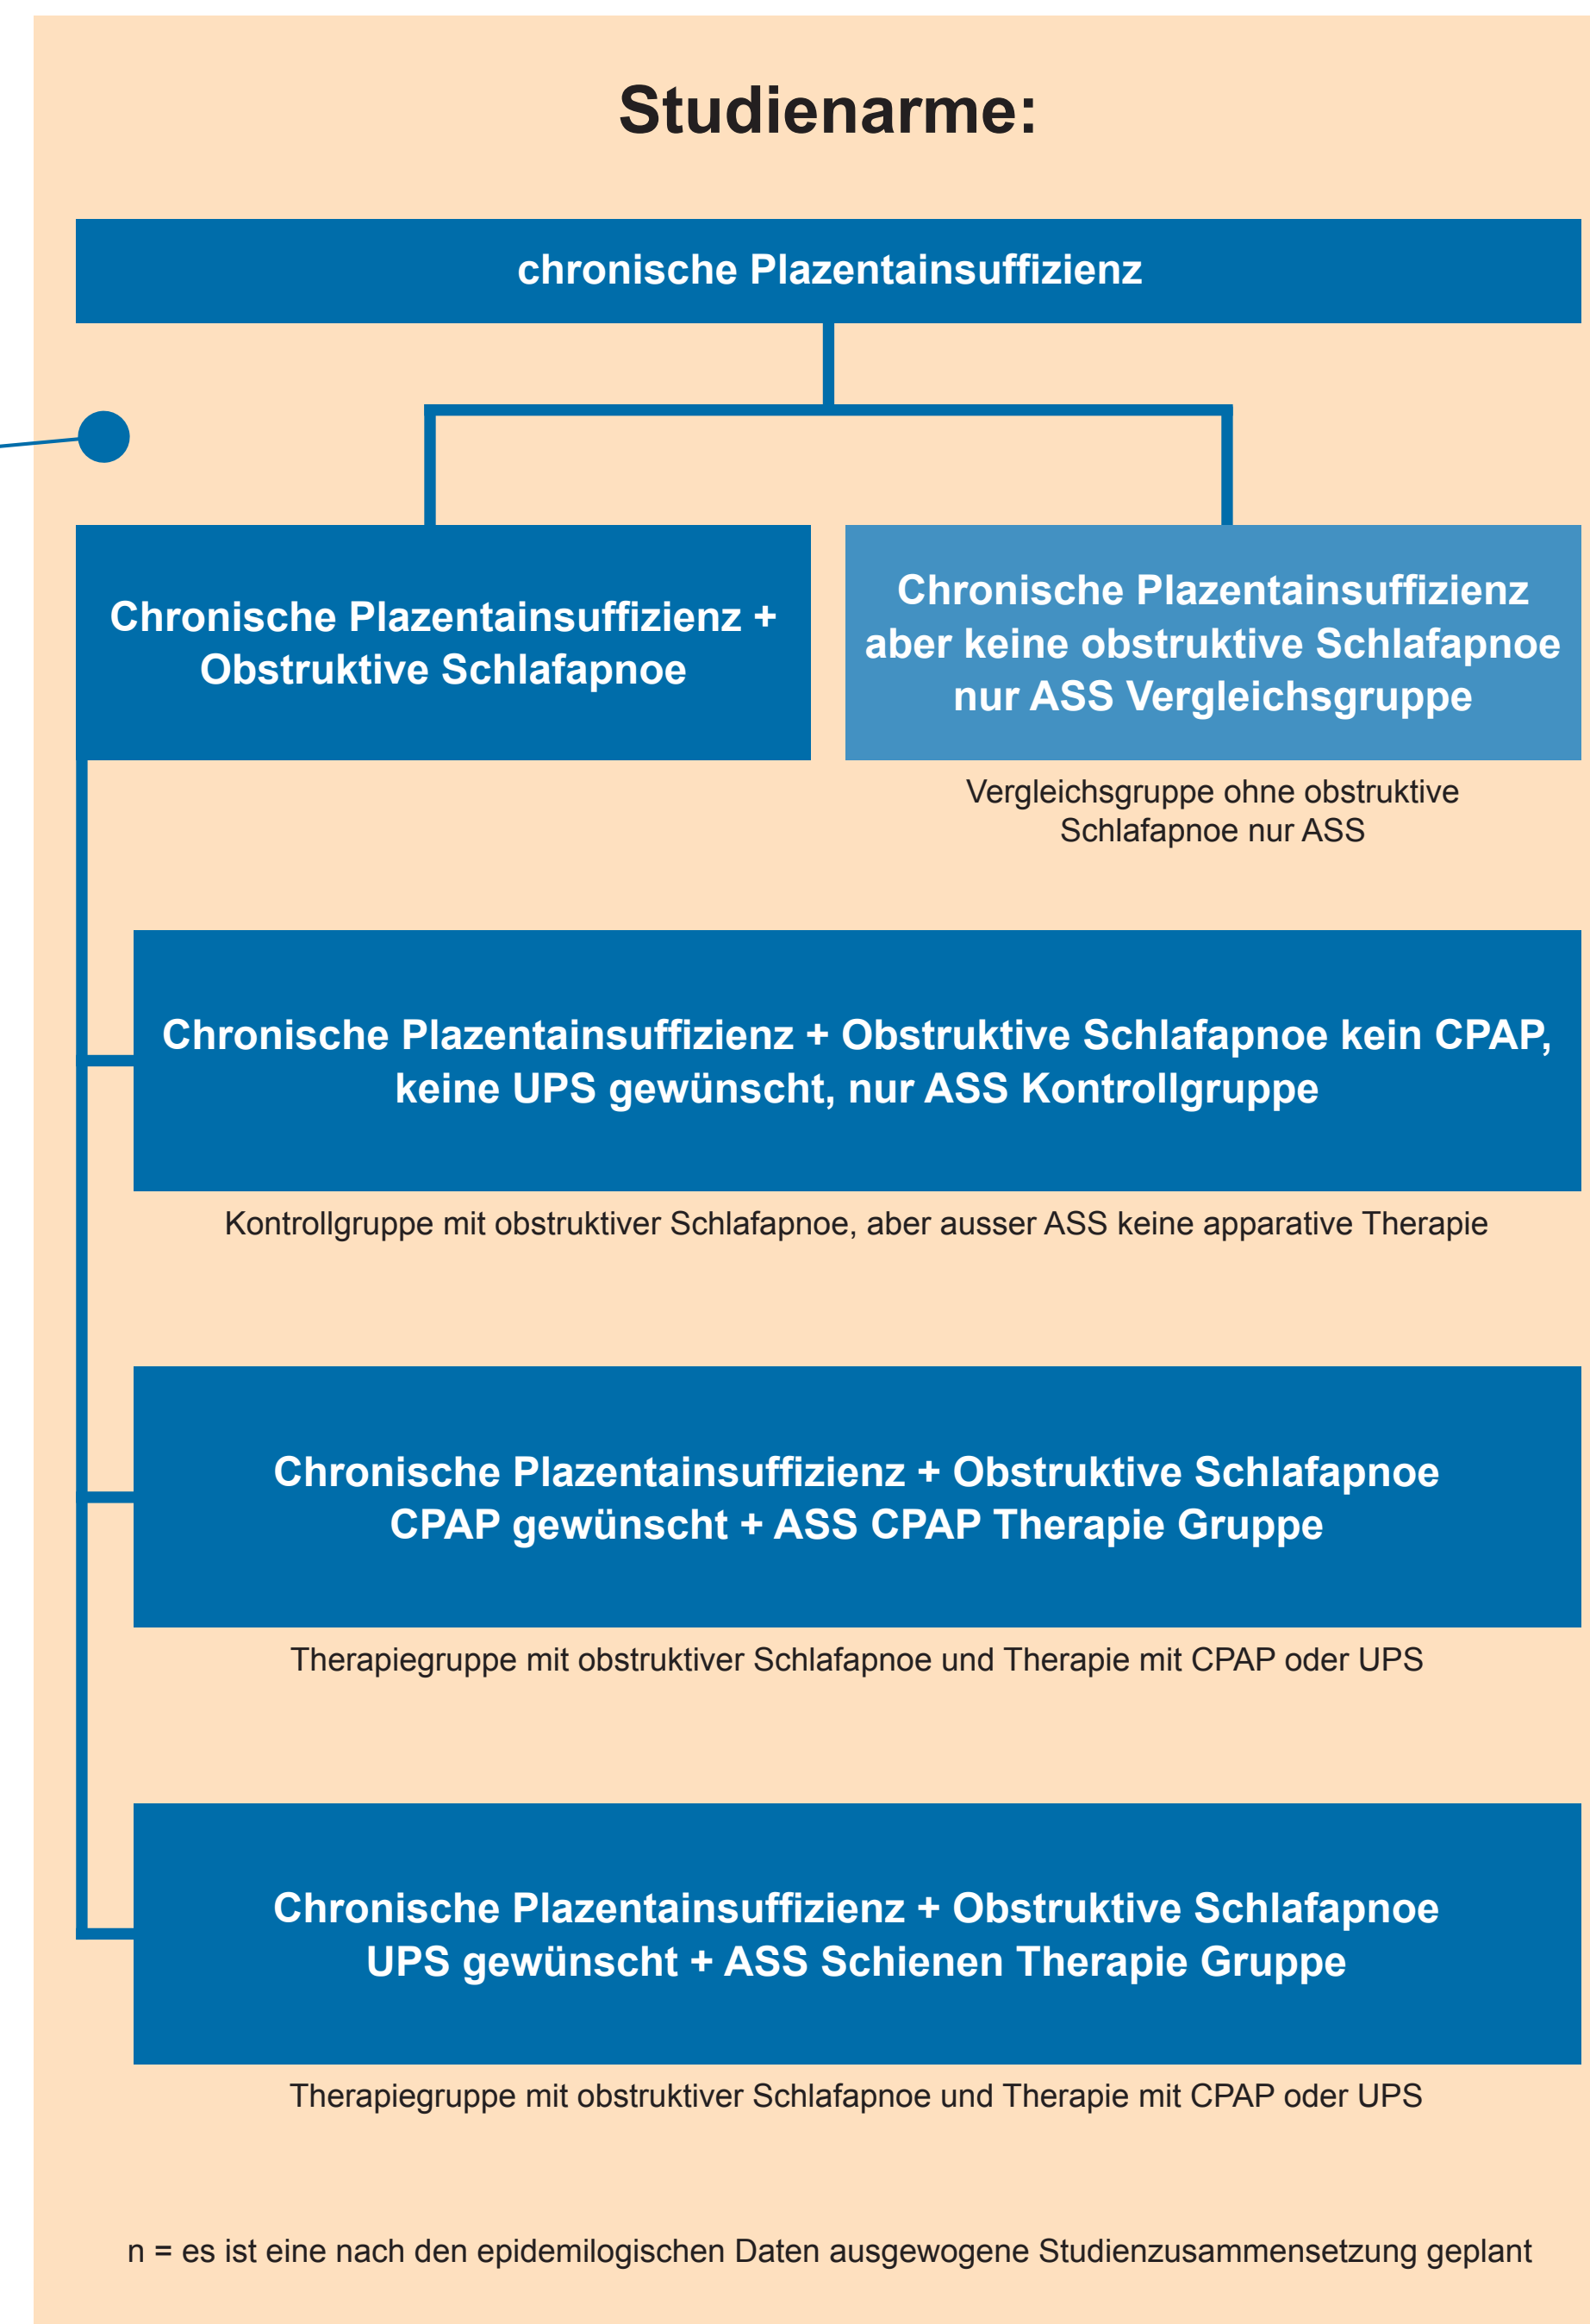 Studienarme:
chronische Plazentainsuffizienz
Chronische Plazentainsuffizienz +
Obstruktive Schlafapnoe
Chronische Plazentainsuffizienz
aber keine obstruktive Schlafapnoe
nur ASS Vergleichsgruppe
Vergleichsgruppe ohne obstruktive
Schlafapnoe nur ASS
Chronische Plazentainsuffizienz + Obstruktive Schlafapnoe kein CPAP,
keine UPS gewünscht, nur ASS Kontrollgruppe
Kontrollgruppe mit obstruktiver Schlafapnoe, aber ausser ASS keine apparative Therapie
Chronische Plazentainsuffizienz + Obstruktive Schlafapnoe
CPAP gewünscht + ASS CPAP Therapie Gruppe
Therapiegruppe mit obstruktiver Schlafapnoe und Therapie mit CPAP oder UPS
Chronische Plazentainsuffizienz + Obstruktive Schlafapnoe
UPS gewünscht + ASS Schienen Therapie Gruppe
Therapiegruppe mit obstruktiver Schlafapnoe und Therapie mit CPAP oder UPS
n = es ist eine nach den epidemilogischen Daten ausgewogene Studienzusammensetzung geplant